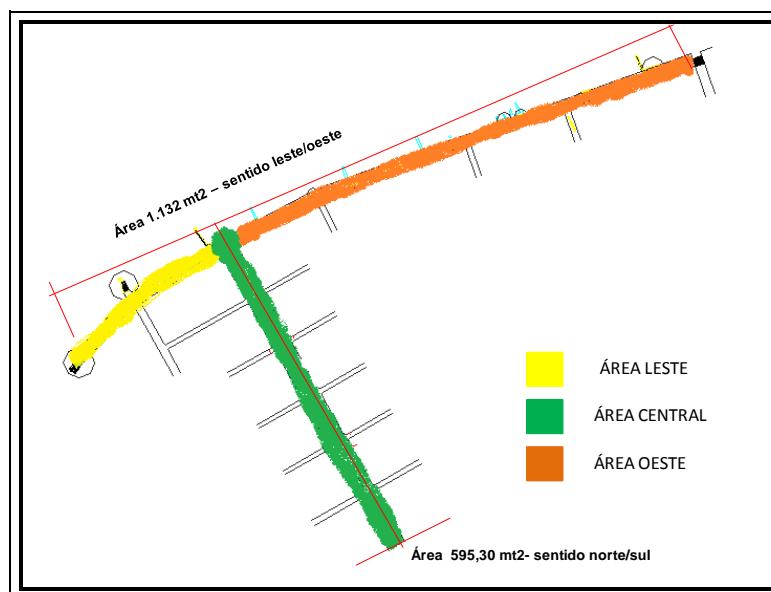 Área 1.132 mt2 – sentido leste/oeste
ÁREA LESTE
ÁREA CENTRAL
ÁREA OESTE
Área 595,30 mt2- sentido norte/sul